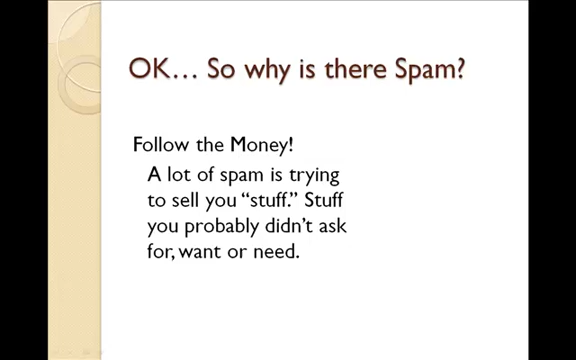 OK… So why is there Spam?
Follow the Money!
A lot of spam is trying
to sell you “stuff.” Stuff
you probably didn’t ask
for, want or need.